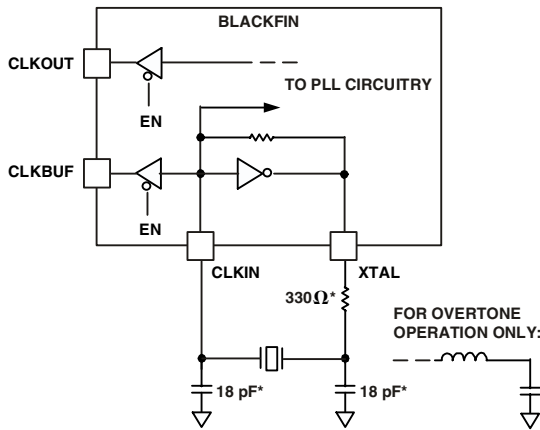 BLACKFIN
CLKOUT
TO PLL CIRCUITRY
EN
CLKBUF
EN
CLKIN
XTAL
330Ω*
FOR OVERTONE
OPERATION ONLY:
18 pF*
18 pF*